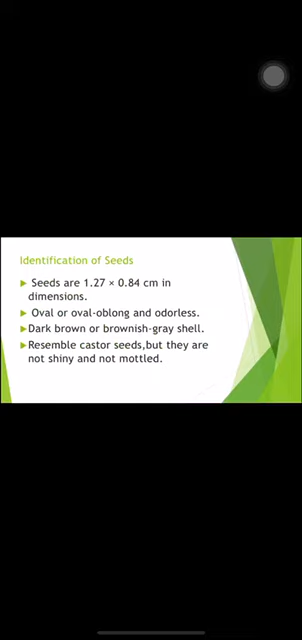 Identification of Seeds
Seeds are 1.27 × 0.84 cm in
dimensions.
Oval or oval-oblong and odorless.
Dark brown or brownish-gray shell.
Resemble castor seeds,but they are
not shiny and not mottled.